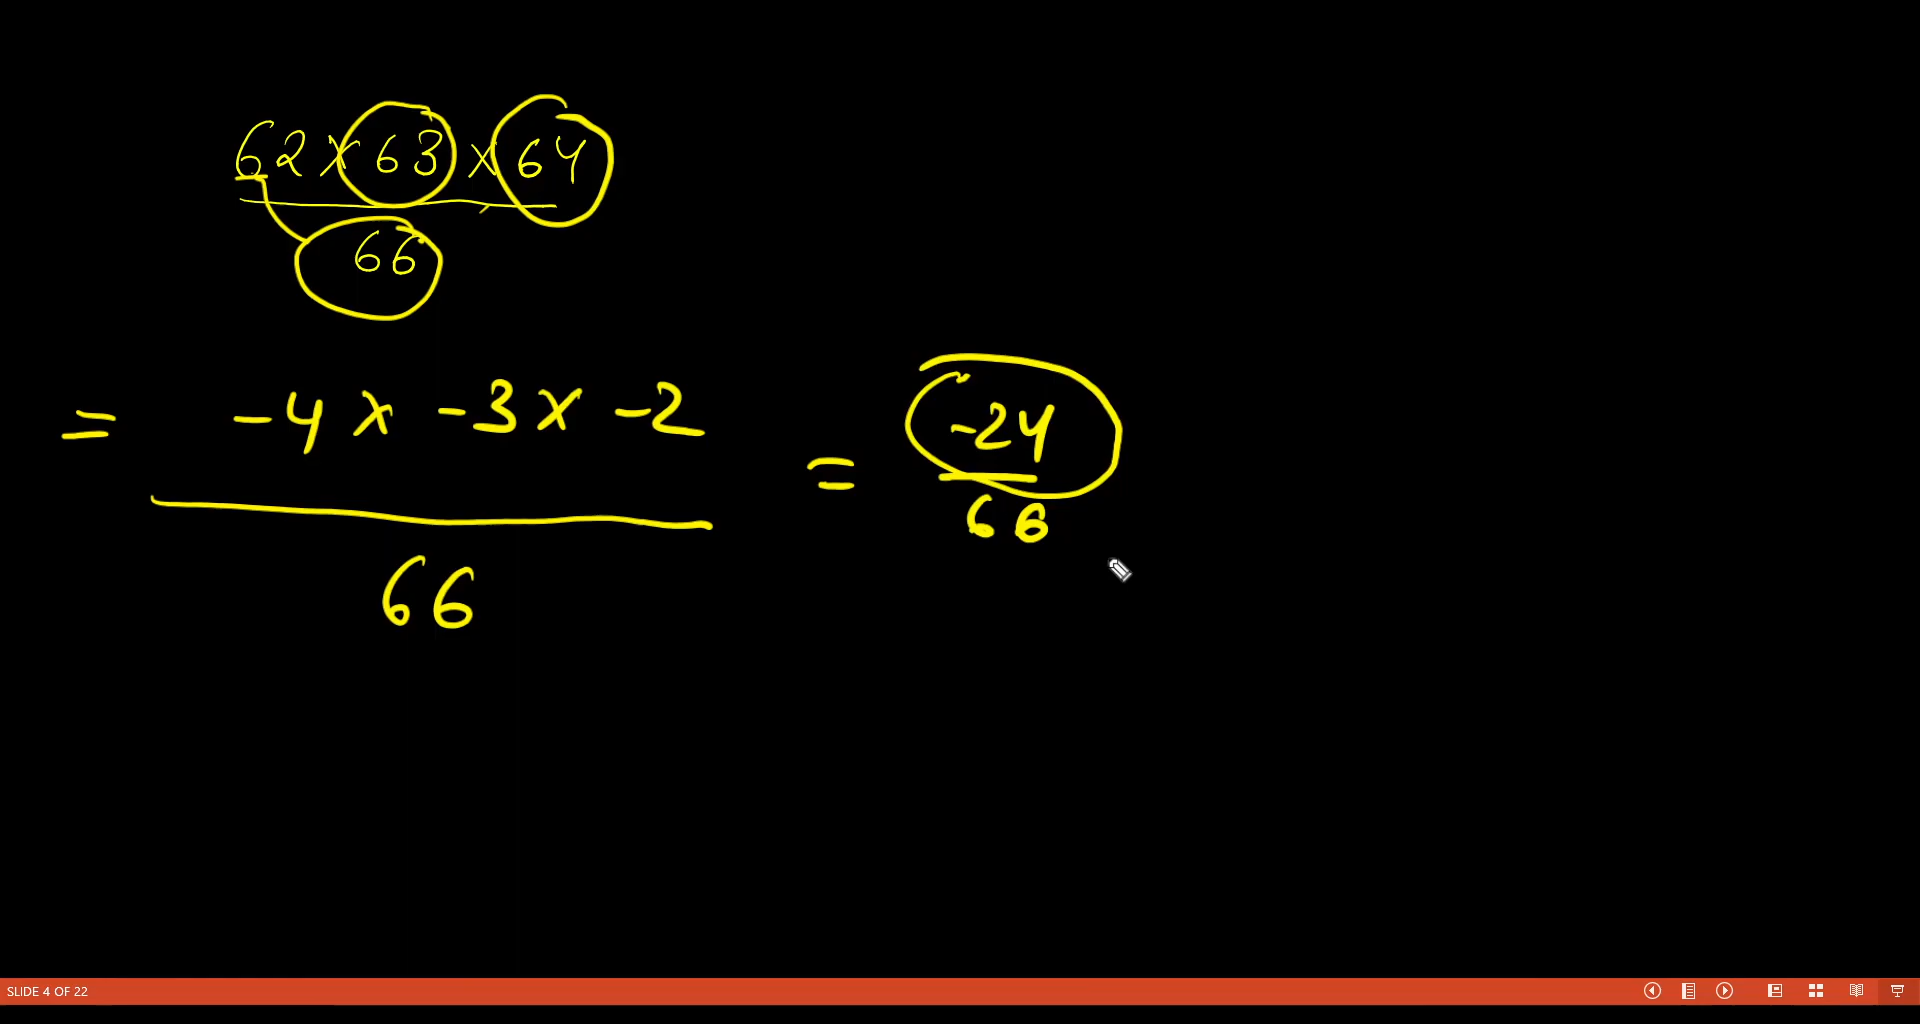 62 x 63 x 64
66
= -4 x -3 x -2 = -24
66 66
SLIDE 4 OF 22